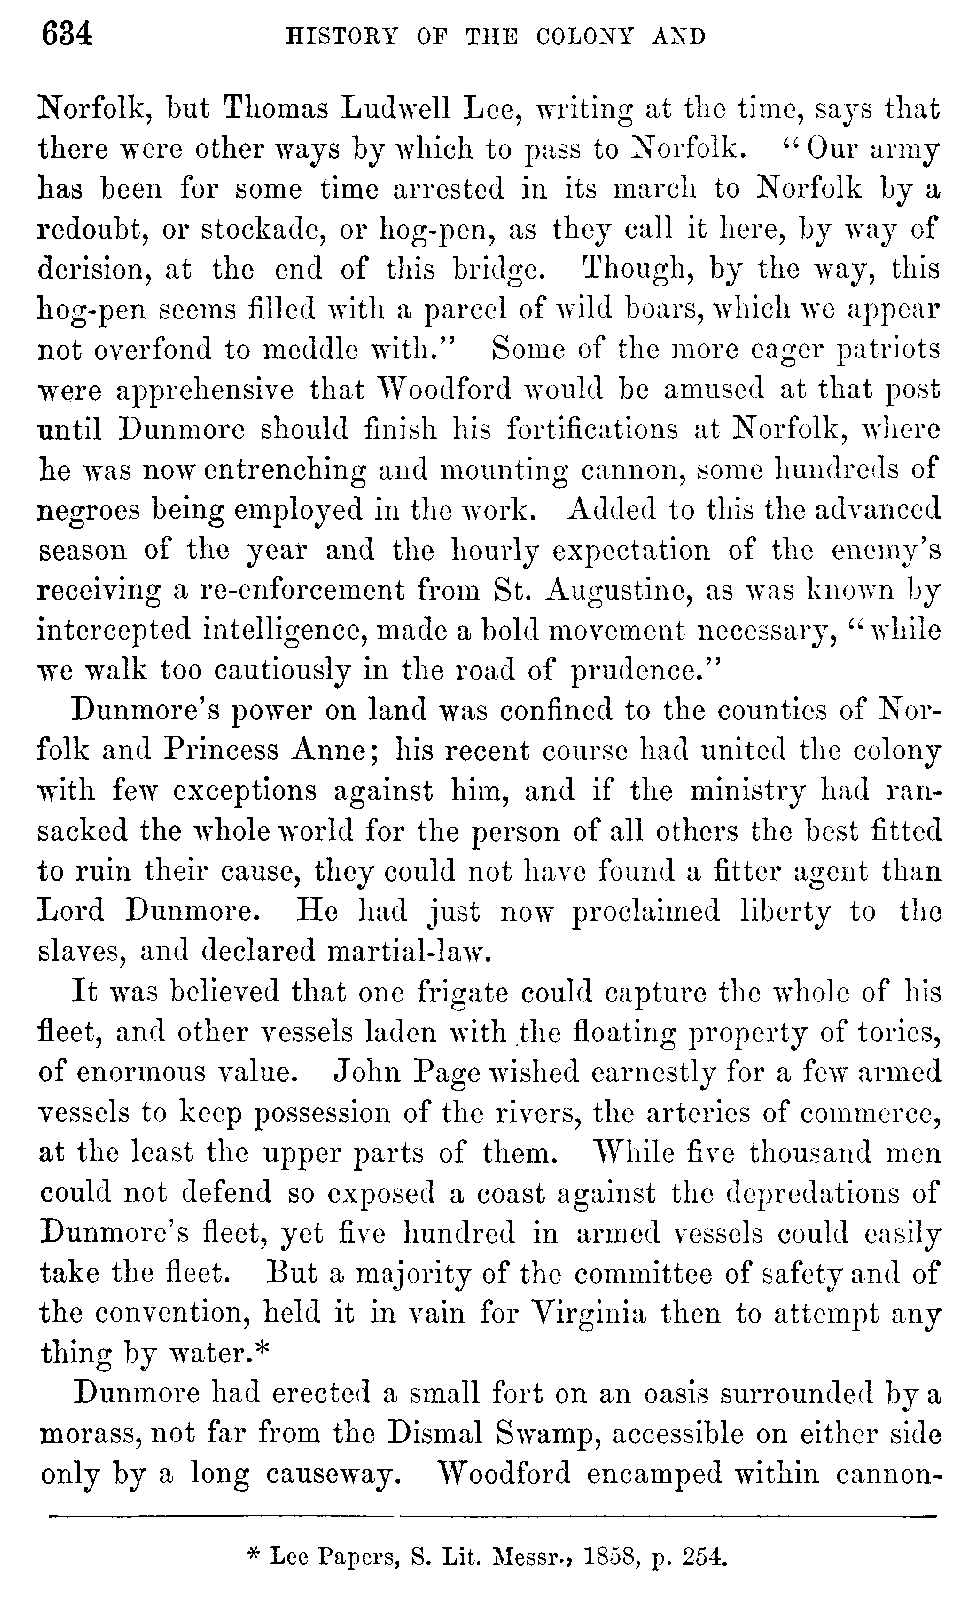 634 HISTORY OF THE COLONY AND
Norfolk, but Thomas Ludwell Lee, writing at the time, says that
there were other ways by which to pass to Norfolk. “Our army
has been for some time arrested in its march to Norfolk by a
redoubt, or stockade, or hog-pen, as they call it here, by way of
derision, at the end of this bridge. Though, by the way, this
hog-pen seems filled with a parcel of wild boars, which we appear
not overfond to meddle with.” Some of the more eager patriots
were apprehensive that Woodford would be amused at that post
until Dunmore should finish his fortifications at Norfolk, where
he was now entrenching and mounting cannon, some hundreds of
negroes being employed in the work. Added to this the advanced
season of the year and the hourly expectation of the enemy’s
receiving a re-enforcement from St. Augustine, as was known by
intercepted intelligence, made a bold movement necessary, “while
we walk too cautiously in the road of prudence.”
Dunmore’s power on land was confined to the counties of Nor-
folk and Princess Anne; his recent course had united the colony
with few exceptions against him, and if the ministry had ran-
sacked the whole world for the person of all others the best fitted
to ruin their cause, they could not have found a fitter agent than
Lord Dunmore. He had just now proclaimed liberty to the
slaves, and declared martial-law.
It was believed that one frigate could capture the whole of his
fleet, and other vessels laden with the floating property of tories,
of enormous value. John Page wished earnestly for a few armed
vessels to keep possession of the rivers, the arteries of commerce,
at the least the upper parts of them. While five thousand men
could not defend so exposed a coast against the depredations of
Dunmore’s fleet, yet five hundred in armed vessels could easily
take the fleet. But a majority of the committee of safety and of
the convention, held it in vain for Virginia then to attempt any
thing by water.*
Dunmore had erected a small fort on an oasis surrounded by a
morass, not far from the Dismal Swamp, accessible on either side
only by a long causeway. Woodford encamped within cannon-
* Lee Papers, S. Lit. Messr., 1858, p. 254.